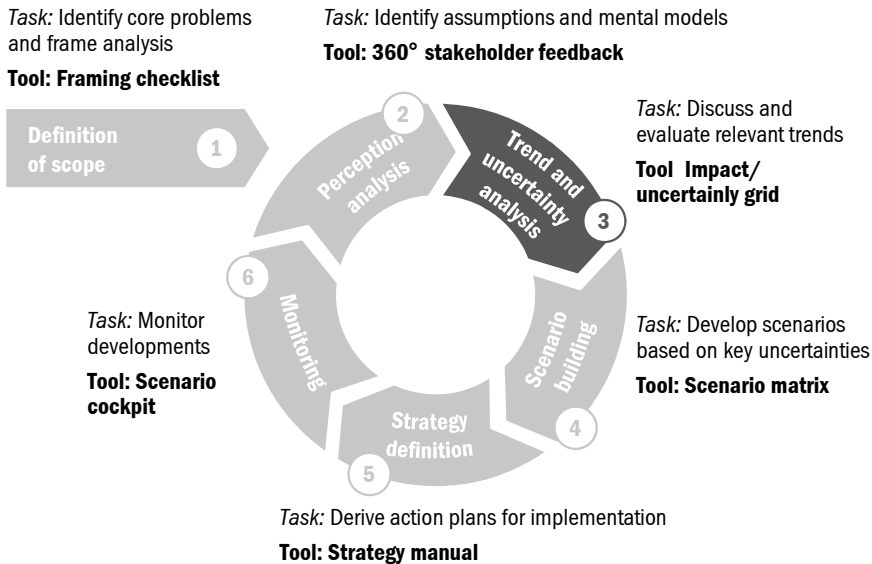 Task: Identify core problems
and frame analysis
Tool: Framing checklist
Task: Identify assumptions and mental models
Tool: 360° stakeholder feedback
Definition
of scope
1
2
Perception
analysis
Trend and
uncertainty
analysis
3
Task: Discuss and
evaluate relevant trends
Tool Impact/
uncertainly grid
6
Monitoring
Task: Monitor
developments
Tool: Scenario
cockpit
Scenario
building
4
Task: Develop scenarios
based on key uncertainties
Tool: Scenario matrix
Strategy
definition
5
Task: Derive action plans for implementation
Tool: Strategy manual